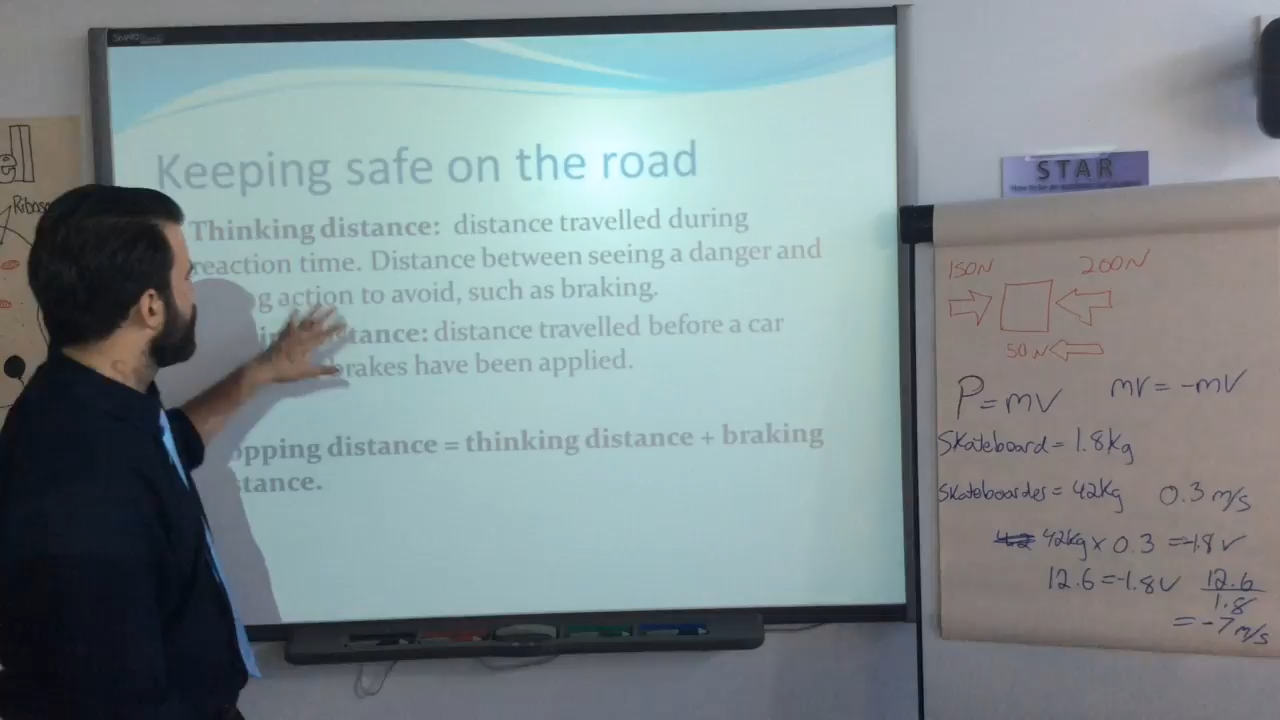 SMART
Keeping safe on the road
Thinking distance: distance travelled during
reaction time. Distance between seeing a danger and
action to avoid, such as braking.
distance travelled before a car
brakes have been applied.
distance = thinking distance + braking
STAR
150N
200N
50N
P=mv
mv = -mv
Skateboard = 1.8kg
Skateboarder = 42kg 0.3 m/s
42 42kg x 0.3 = -1.8v
12.6 = -1.8v 12.6
1.8
= -7 m/s